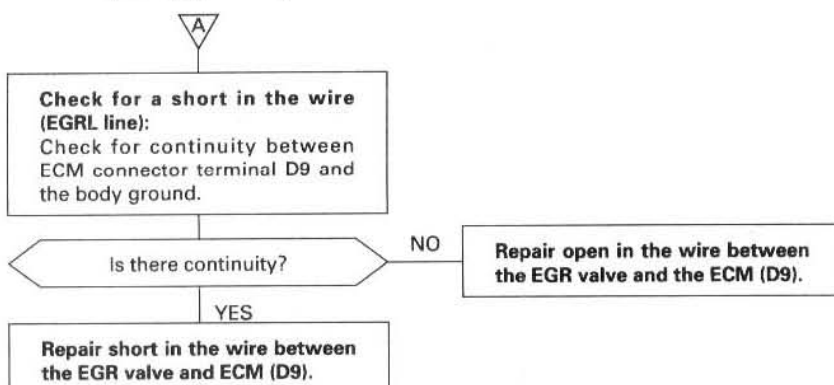 A
Check for a short in the wire
(EGRL line):
Check for continuity between
ECM connector terminal D9 and
the body ground.
Is there continuity?
NO
Repair open in the wire between
the EGR valve and the ECM (D9).
YES
Repair short in the wire between
the EGR valve and ECM (D9).